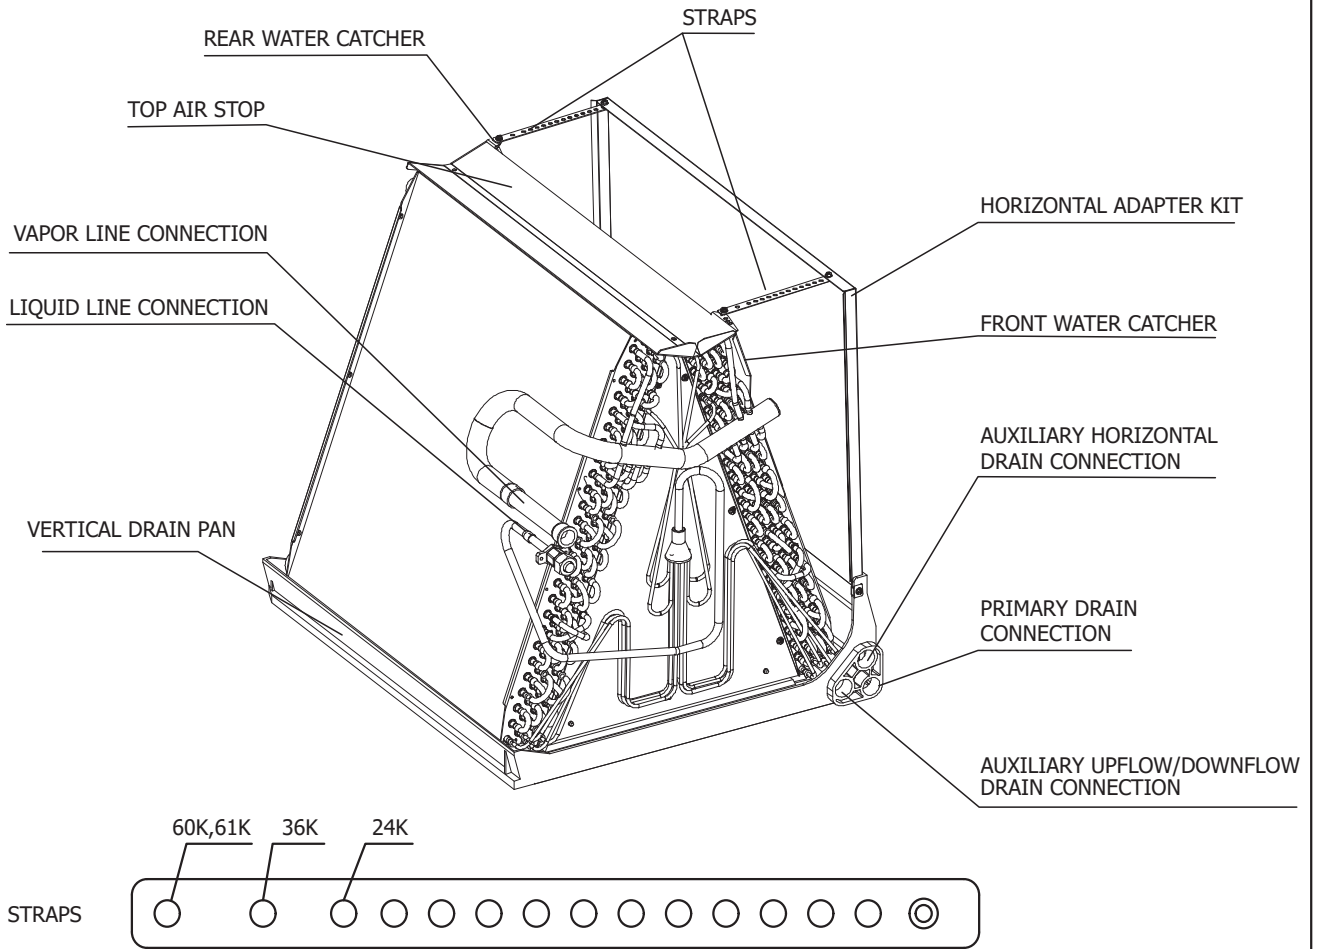 STRAPS
REAR WATER CATCHER
TOP AIR STOP
HORIZONTAL ADAPTER KIT
VAPOR LINE CONNECTION
LIQUID LINE CONNECTION
FRONT WATER CATCHER
AUXILIARY HORIZONTAL
DRAIN CONNECTION
VERTICAL DRAIN PAN
PRIMARY DRAIN
CONNECTION
AUXILIARY UPFLOW/DOWNFLOW
DRAIN CONNECTION
60K,61K
36K
24K
STRAPS